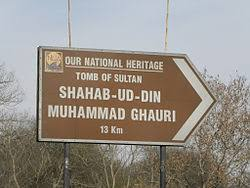 OUR NATIONAL HERITAGE
TOMB OF SULTAN
SHAHAB-UD-DIN
MUHAMMAD GHAURI
13 Km